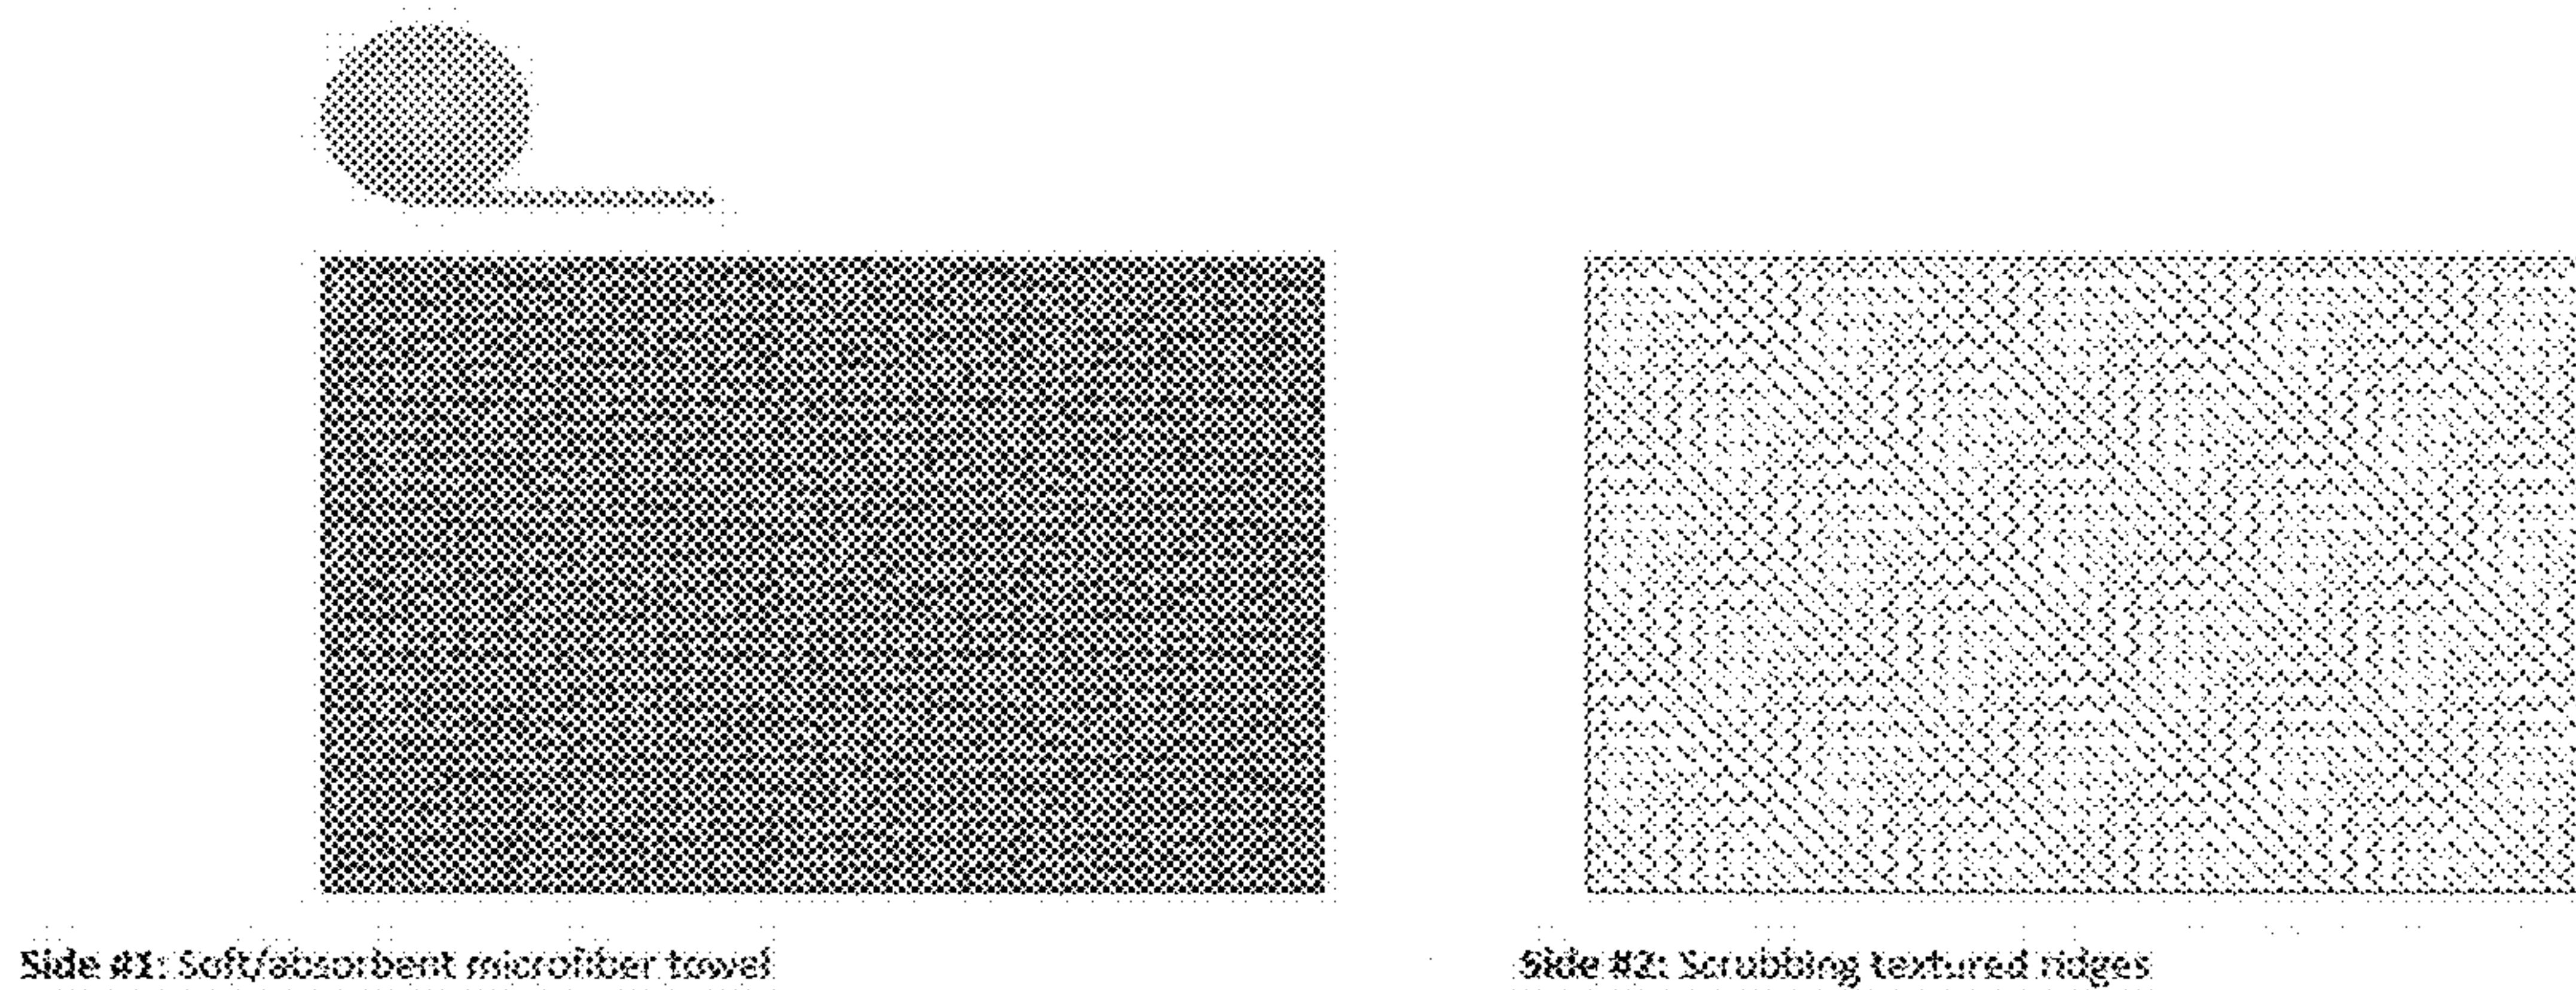 Side #1: Soft/absorbent microfiber towel
Side #2: Scrubbing textured ridges